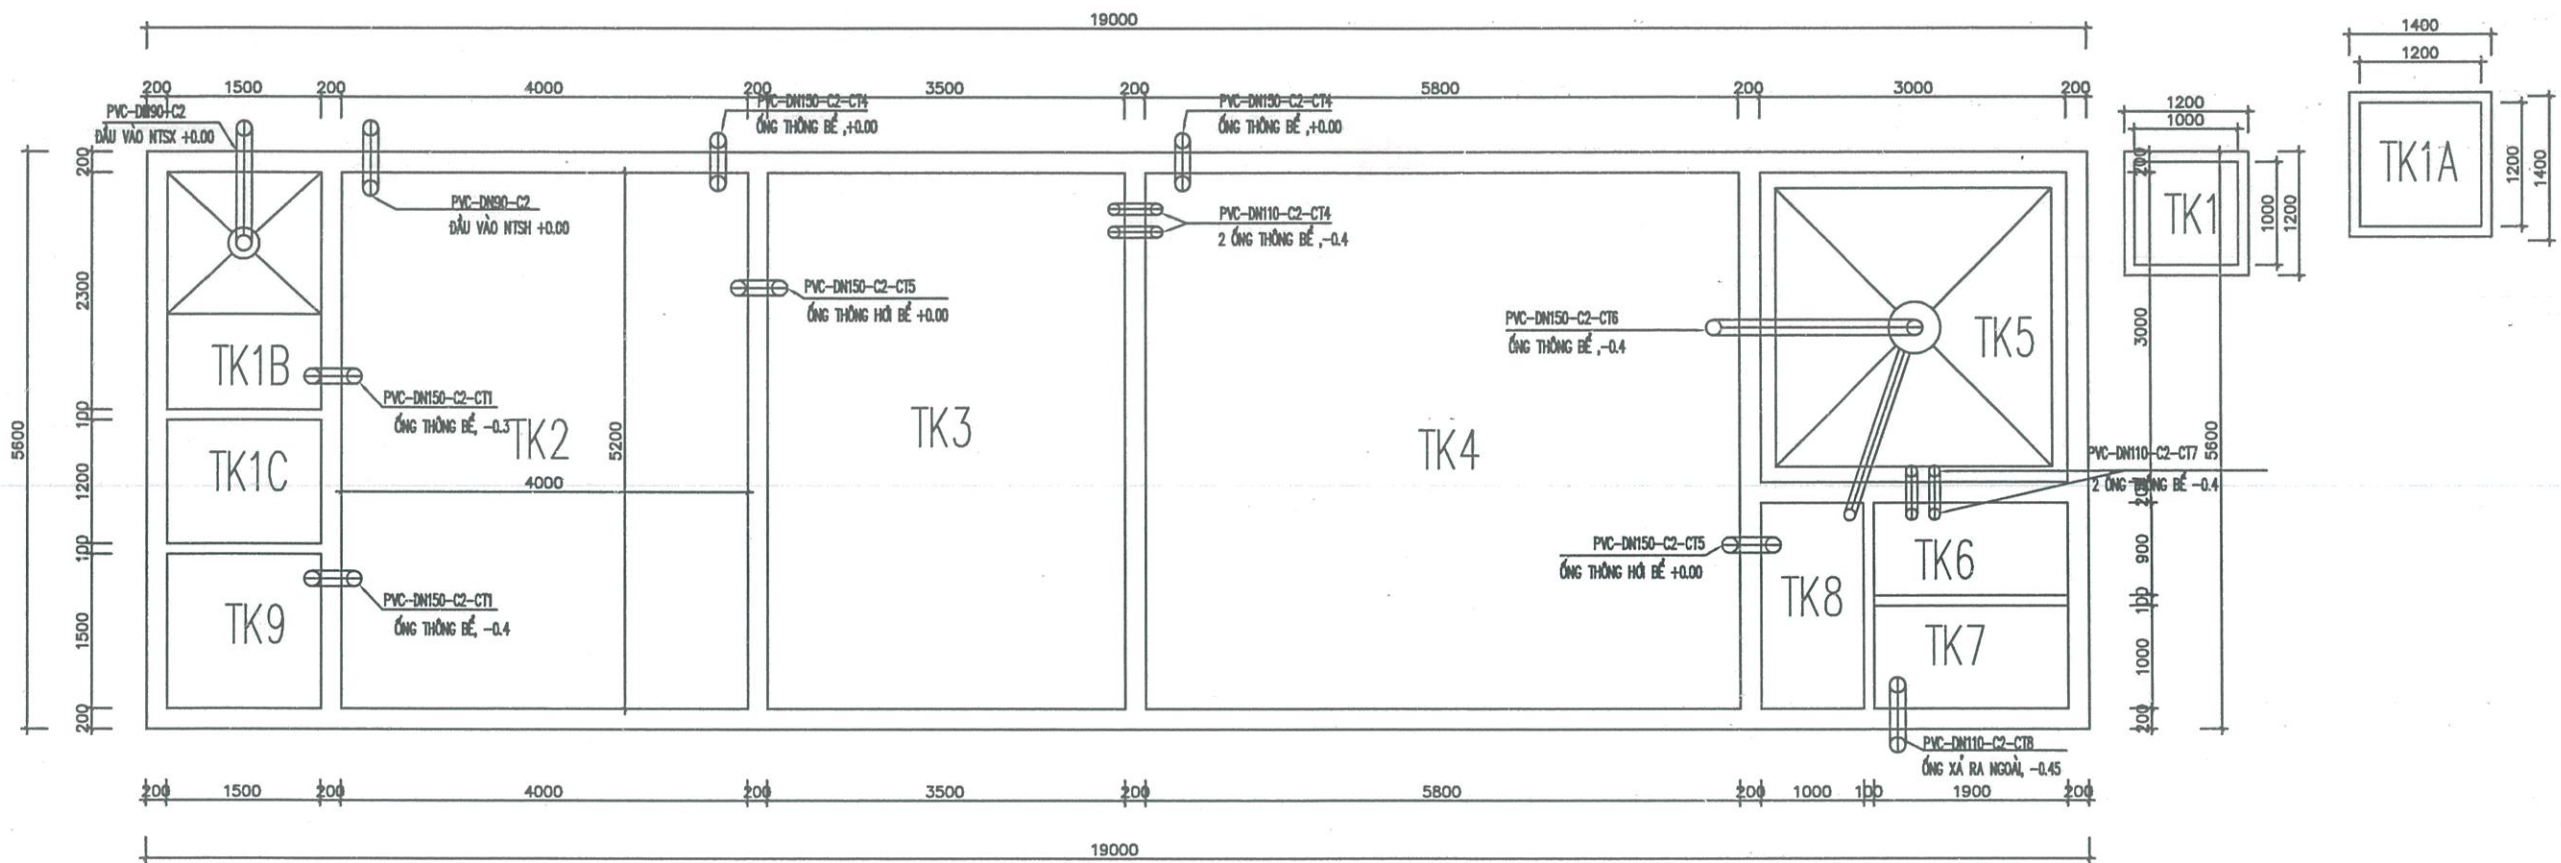 19000
1400
1200
200 1500 200 4000 200 3500 200 5800 200 3000 200
PVC-DN90-C2
ĐẦU VÀO NTSX +0.00
PVC-DN150-C2-CT4
ỐNG THÔNG BỂ ,+0.00
PVC-DN150-C2-CT4
ỐNG THÔNG BỂ ,+0.00
1200
1000
TK1A
1200
1400
200
200
TK1
1000
1200
PVC-DN90-C2
ĐẦU VÀO NTSH +0.00
PVC-DN110-C2-CT4
2 ỐNG THÔNG BỂ ,-0.4
2300
PVC-DN150-C2-CT5
ỐNG THÔNG HƠI BỂ +0.00
PVC-DN150-C2-CT6
ỐNG THÔNG BỂ ,-0.4
TK5
3000
TK1B
PVC-DN150-C2-CT1
ỐNG THÔNG BỂ, -0.3
100
5600
TK2
5200
TK3
TK4
5600
TK1C
1200
4000
PVC-DN110-C2-CT7
2 ỐNG THÔNG BỂ -0.4
100
PVC-DN150-C2-CT5
ỐNG THÔNG HƠI BỂ +0.00
TK6
900
TK8
100
TK9
1500
PVC-DN150-C2-CT1
ỐNG THÔNG BỂ, -0.4
TK7
1000
200
200
PVC-DN110-C2-CT8
ỐNG XẢ RA NGOÀI, -0.45
200 1500 200 4000 200 3500 200 5800 200 1000 100 1900 200
19000